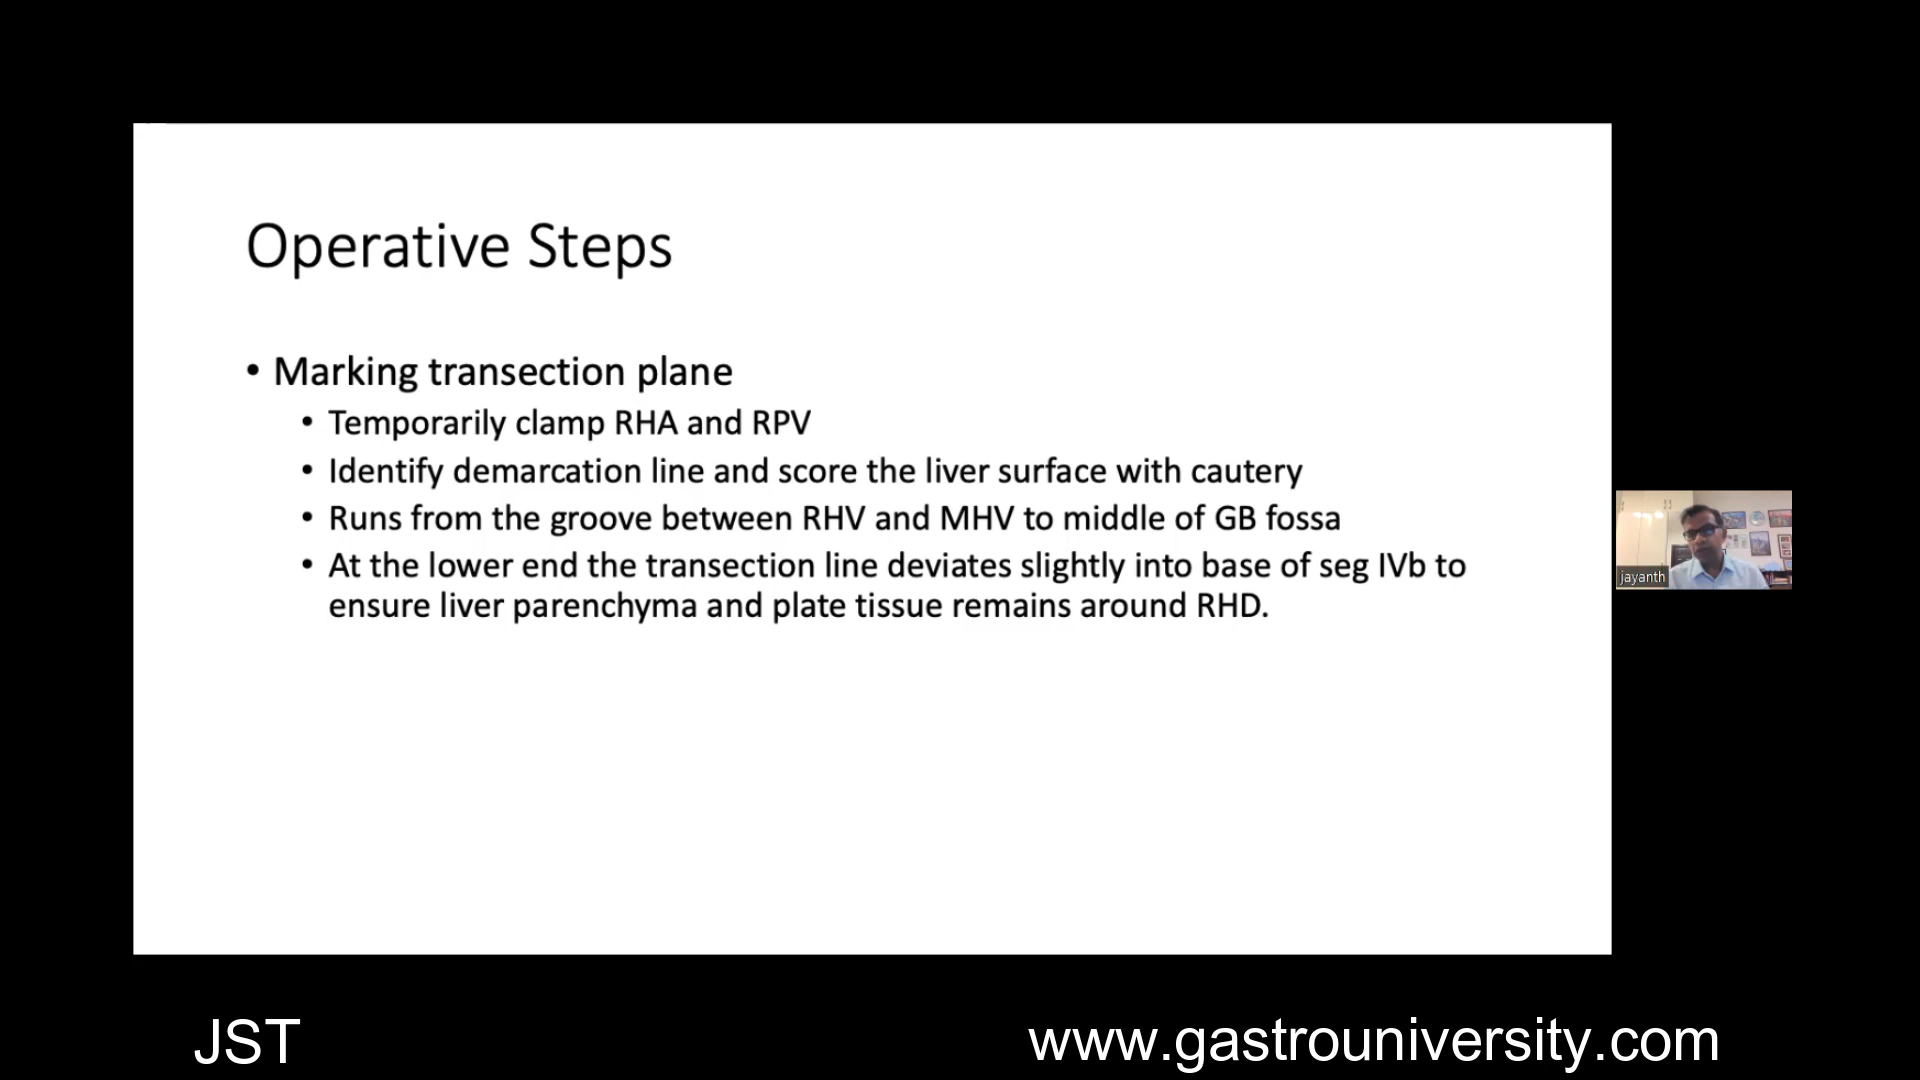 Operative Steps
• Marking transection plane
• Temporarily clamp RHA and RPV
• Identify demarcation line and score the liver surface with cautery
• Runs from the groove between RHV and MHV to middle of GB fossa
• At the lower end the transection line deviates slightly into base of seg IVb to
ensure liver parenchyma and plate tissue remains around RHD.
jayanth
JST
www.gastrouniversity.com